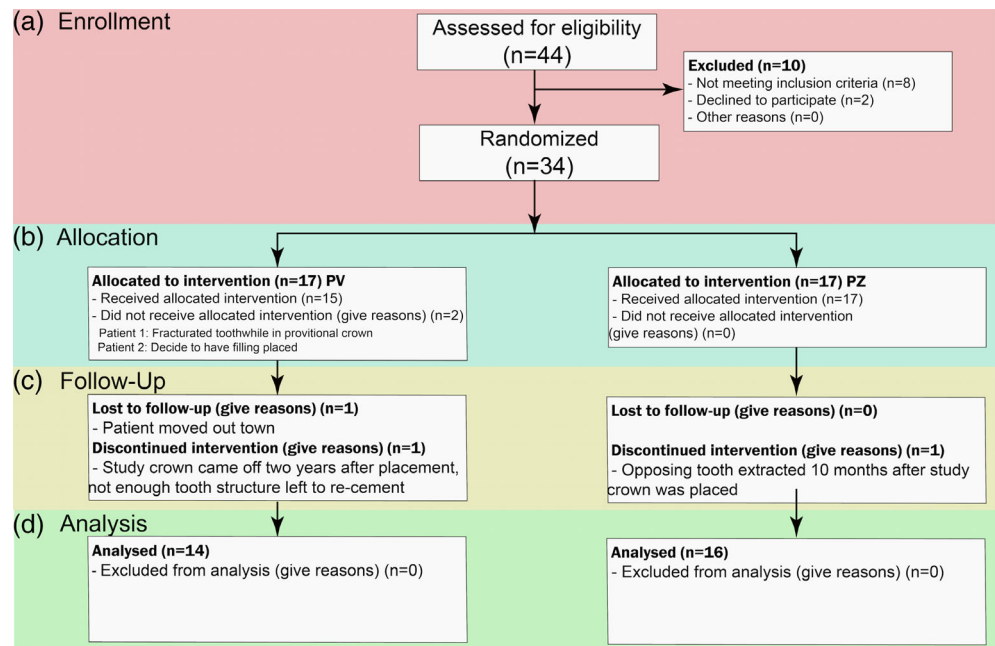 (a) Enrollment
Assessed for eligibility
(n=44)
Excluded (n=10)
- Not meeting inclusion criteria (n=8)
- Declined to participate (n=2)
- Other reasons (n=0)
Randomized
(n=34)
(b) Allocation
Allocated to intervention (n=17) PV
- Received allocated intervention (n=15)
- Did not receive allocated intervention (give reasons) (n=2)
Patient 1: Fracturated toothwhile in provitional crown
Patient 2: Decide to have filling placed
Allocated to intervention (n=17) PZ
- Received allocated intervention (n=17)
- Did not receive allocated intervention
(give reasons) (n=0)
(c) Follow-Up
Lost to follow-up (give reasons) (n=1)
- Patient moved out town
Discontinued intervention (give reasons) (n=1)
- Study crown came off two years after placement,
not enough tooth structure left to re-cement
Lost to follow-up (give reasons) (n=0)
Discontinued intervention (give reasons) (n=1)
- Opposing tooth extracted 10 months after study
crown was placed
(d) Analysis
Analysed (n=14)
- Excluded from analysis (give reasons) (n=0)
Analysed (n=16)
- Excluded from analysis (give reasons) (n=0)